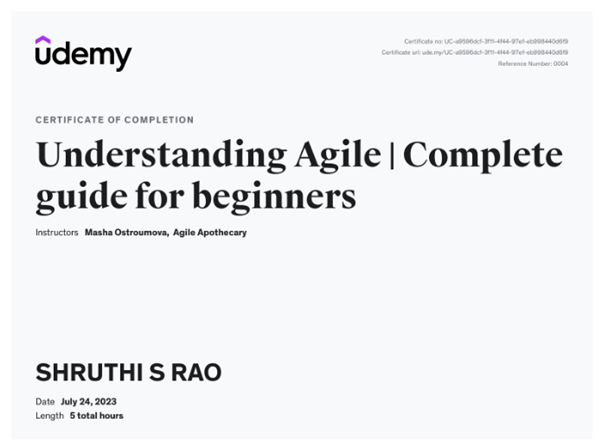 udemy
Certificate no: UC-a9596dcf-3f11-4f44-97ef-eb998440d6f9
Certificate url: ude.my/UC-a9596dcf-3f11-4f44-97ef-eb998440d6f9
Reference Number: 0004
CERTIFICATE OF COMPLETION
Understanding Agile | Complete
guide for beginners
Instructors Masha Ostroumova, Agile Apothecary
SHRUTHI S RAO
Date July 24, 2023
Length 5 total hours